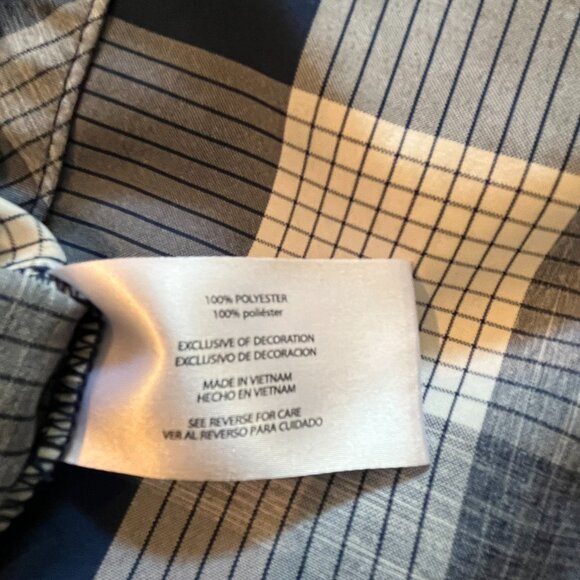 100% POLYESTER
100% poliéster
EXCLUSIVE OF DECORATION
EXCLUSIVO DE DECORACION
MADE IN VIETNAM
HECHO EN VIETNAM
SEE REVERSE FOR CARE
VER AL REVERSO PARA CUIDADO